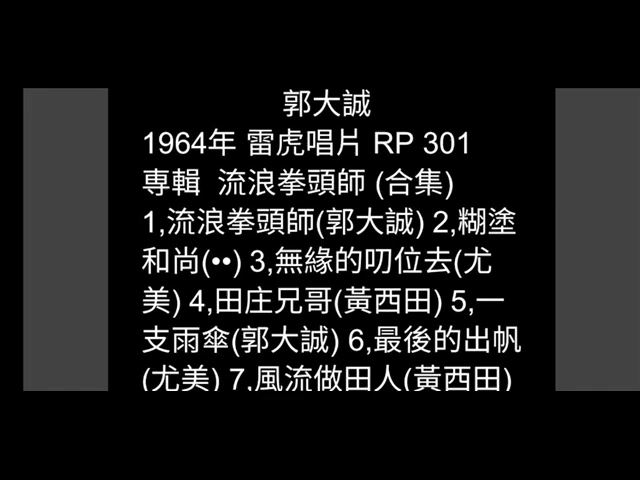 郭大誠
1964年 雷虎唱片 RP 301
專輯 流浪拳頭師 (合集)
1,流浪拳頭師(郭大誠) 2,糊塗
和尚(••) 3,無緣的叨位去(尤
美) 4,田庄兄哥(黃西田) 5,一
支雨傘(郭大誠) 6,最後的出帆
(尤美) 7,風流做田人(黃西田)